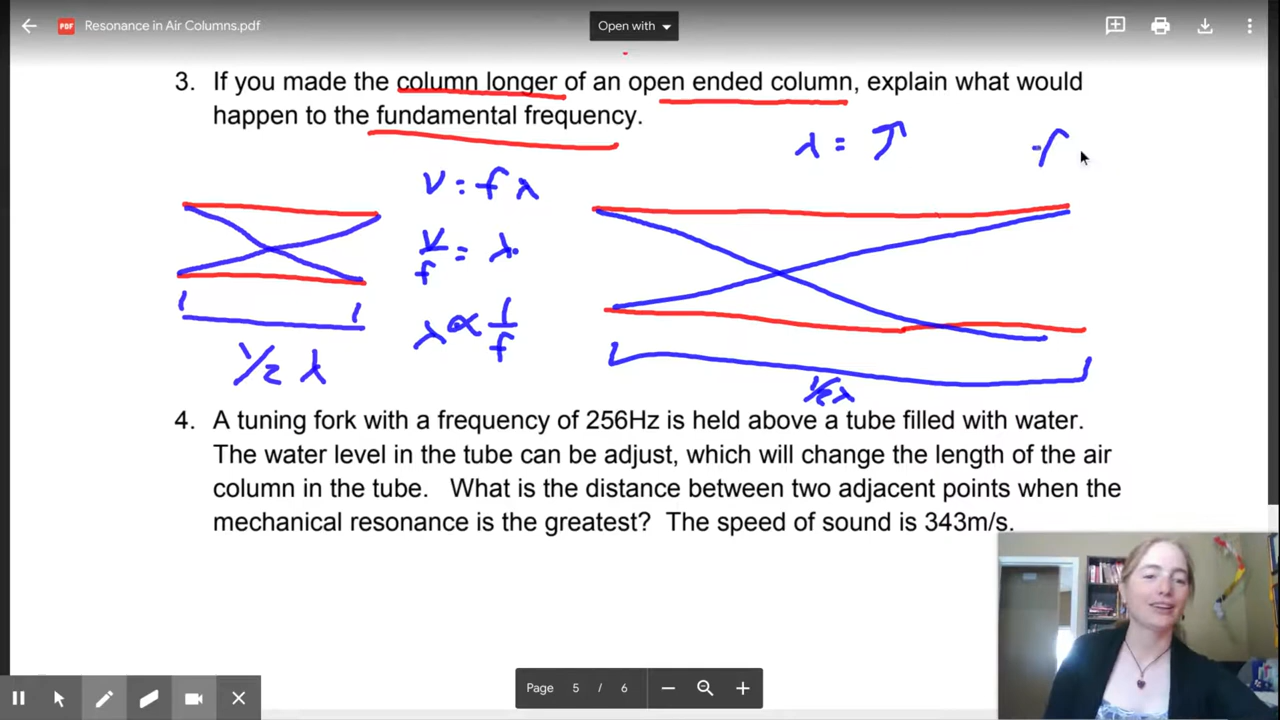 Resonance in Air Columns.pdf
PDF
Open with
3. If you made the column longer of an open ended column, explain what would
happen to the fundamental frequency.
λ = ↑
f
v = fλ
v/f = λ
λ ∝ 1/f
1/2 λ
1/2 λ
4. A tuning fork with a frequency of 256Hz is held above a tube filled with water.
The water level in the tube can be adjust, which will change the length of the air
column in the tube. What is the distance between two adjacent points when the
mechanical resonance is the greatest? The speed of sound is 343m/s.
Page 5 / 6